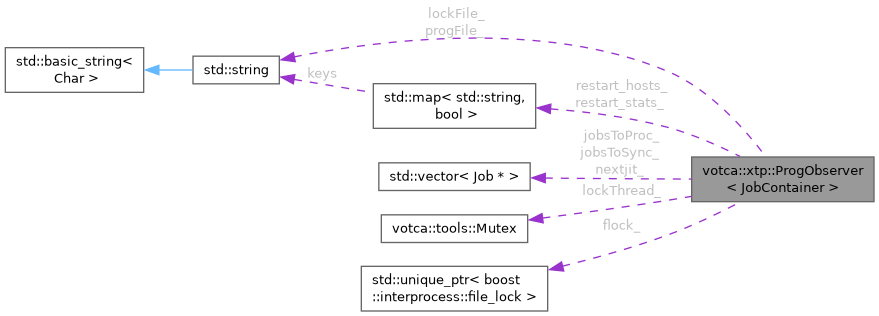 lockFile_
progFile_
std::basic_string<
Char >
std::string
keys
std::map< std::string,
bool >
restart_hosts_
restart_stats_
jobsToProc_
jobsToSync_
nextjit_
std::vector< Job * >
votca::xtp::ProgObserver
< JobContainer >
lockThread_
votca::tools::Mutex
flock_
std::unique_ptr< boost
::interprocess::file_lock >